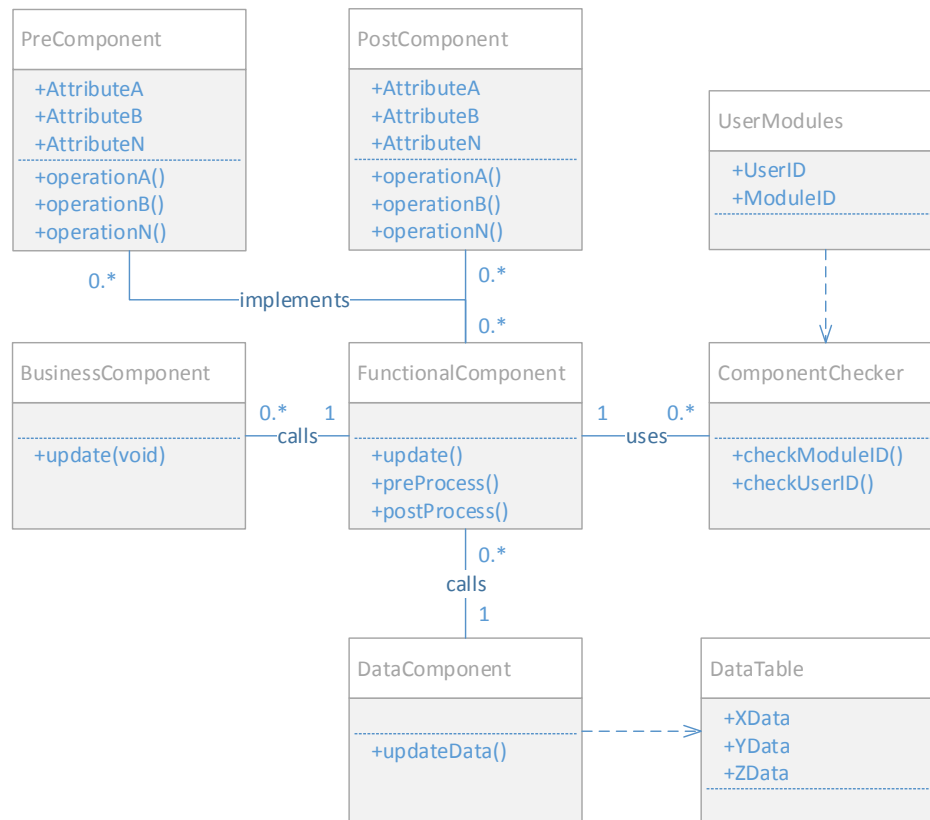 PreComponent
+AttributeA
+AttributeB
+AttributeN
+operationA()
+operationB()
+operationN()
PostComponent
+AttributeA
+AttributeB
+AttributeN
+operationA()
+operationB()
+operationN()
UserModules
+UserID
+ModuleID
0.*
0.*
implements
0.*
BusinessComponent
+update(void)
0.*
1
calls
FunctionalComponent
+update()
+preProcess()
+postProcess()
1
0.*
uses
ComponentChecker
+checkModuleID()
+checkUserID()
0.*
calls
1
DataComponent
+updateData()
DataTable
+XData
+YData
+ZData